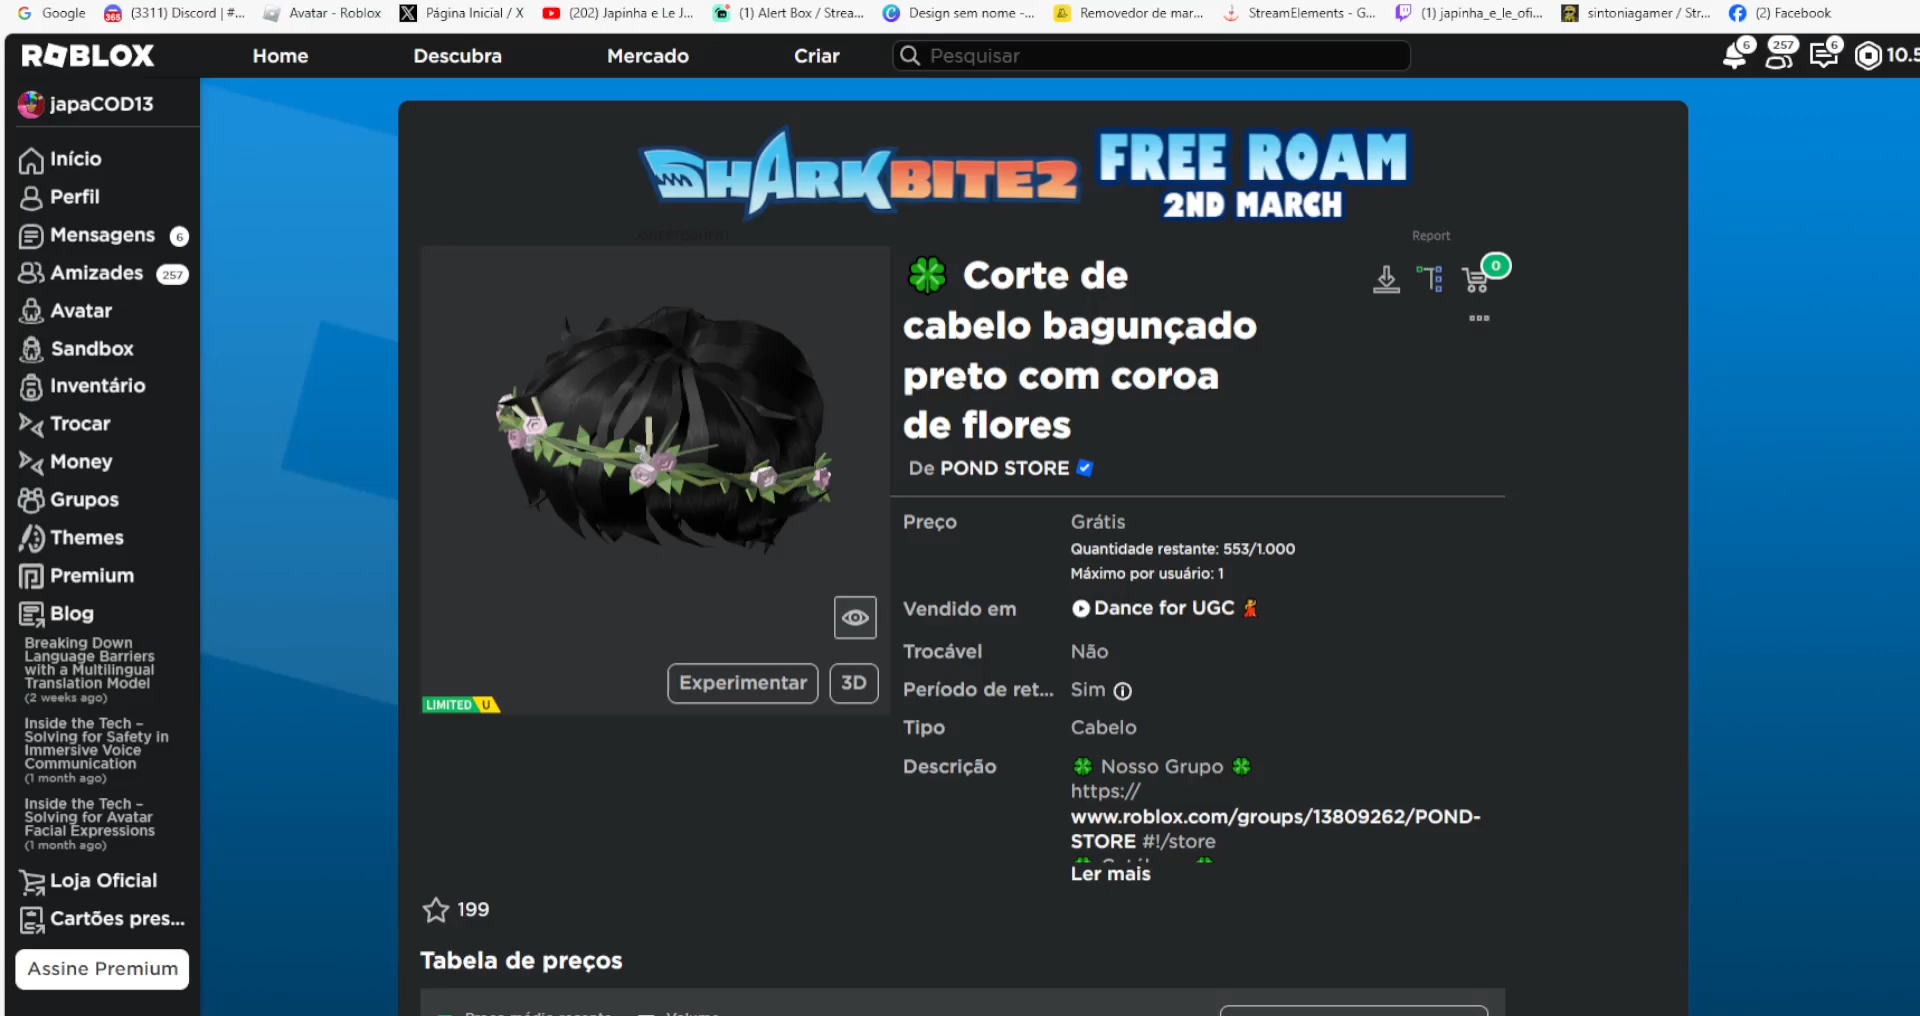 Google
(3311) Discord | #...
Avatar - Roblox
Página Inicial / X
(202) Japinha e Le J...
(1) Alert Box / Strea...
Design sem nome -...
Removedor de mar...
StreamElements - G...
(1) japinha_e_le_ofi...
sintoniagamer / Str...
(2) Facebook
ROBLOX
Home
Descubra
Mercado
Criar
Pesquisar
6
257
6
10.5
japaCOD13
Início
Perfil
Mensagens 6
Amizades 257
Avatar
Sandbox
Inventário
Trocar
Money
Grupos
Themes
Premium
Blog
Breaking Down
Language Barriers
with a Multilingual
Translation Model
(2 weeks ago)
Inside the Tech –
Solving for Safety in
Immersive Voice
Communication
(1 month ago)
Inside the Tech –
Solving for Avatar
Facial Expressions
(1 month ago)
Loja Oficial
Cartões pres...
Assine Premium
SHARKBITE2 FREE ROAM
2ND MARCH
ADVERTISEMENT
Report
0
Corte de
cabelo bagunçado
preto com coroa
de flores
De POND STORE
Preço Grátis
Quantidade restante: 553/1.000
Máximo por usuário: 1
Vendido em Dance for UGC
Trocável Não
Período de ret... Sim
Tipo Cabelo
Descrição Nosso Grupo
https://
www.roblox.com/groups/13809262/POND-
STORE #!/store
Ler mais
Experimentar
3D
LIMITED U
199
Tabela de preços